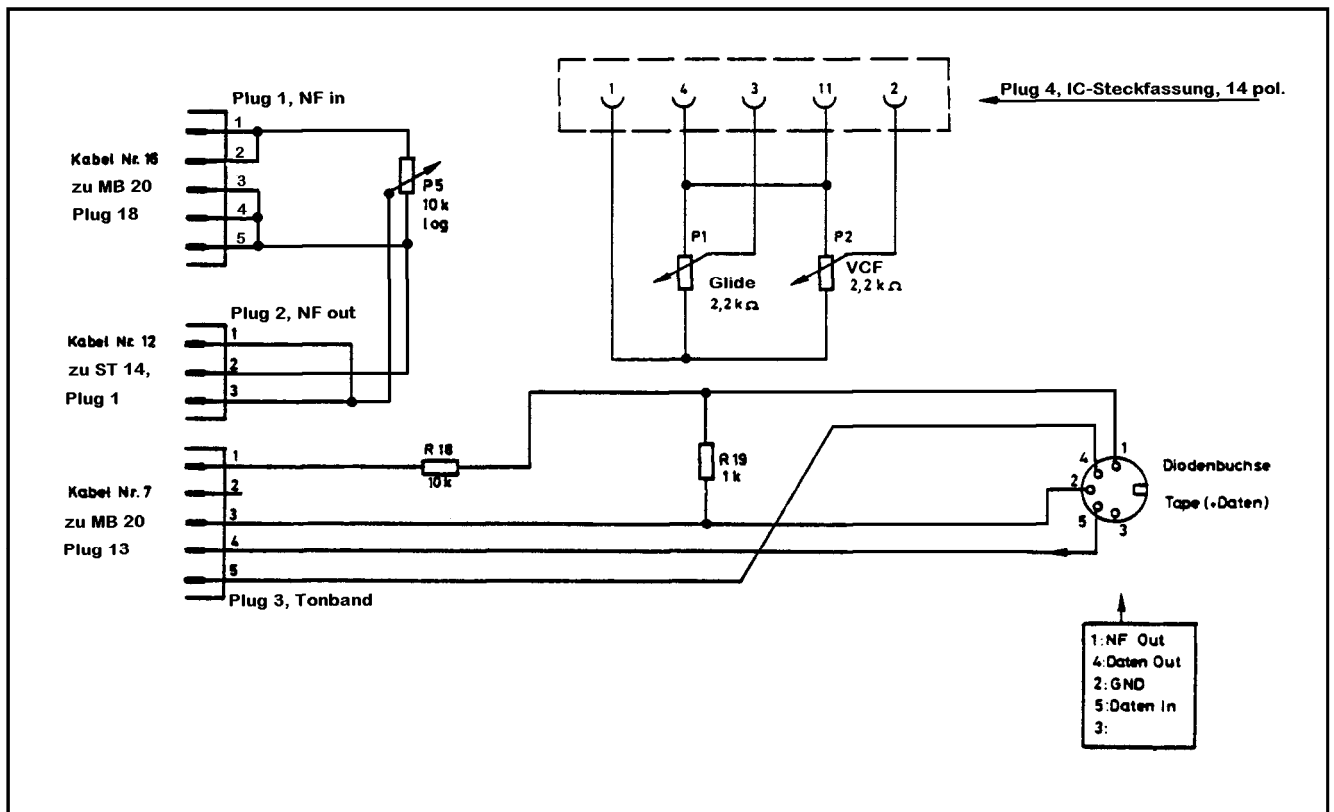 Plug 1, NF in
1
2
3
4
5
Kabel Nr. 16
zu MB 20
Plug 18
P5
10k
log
Plug 2, NF out
1
2
3
Kabel Nr. 12
zu ST 14,
Plug 1
1
2
3
4
5
Kabel Nr. 7
zu MB 20
Plug 13
Plug 3, Tonband
1 4 3 11 2
Plug 4, IC-Steckfassung, 14 pol.
P1
Glide
2,2 k Ω
P2
VCF
2,2 k Ω
R 18
10k
R 19
1 k
1
4
2
5
3
Diodenbuchse
Tape (+Daten)
1:NF Out
4:Daten Out
2:GND
5:Daten In
3: